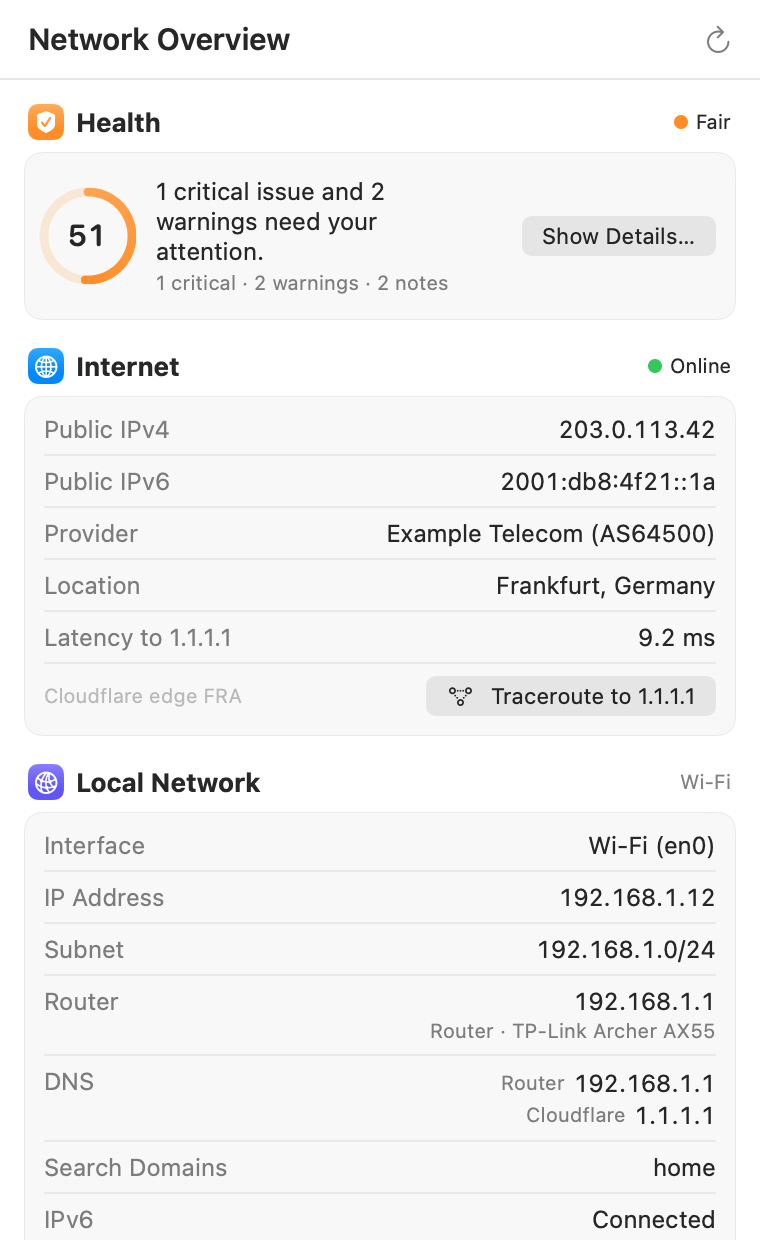 Network Overview
Health
Fair
51
1 critical issue and 2
warnings need your
attention.
1 critical · 2 warnings · 2 notes
Show Details...
Internet
Online
Public IPv4 203.0.113.42
Public IPv6 2001:db8:4f21::1a
Provider Example Telecom (AS64500)
Location Frankfurt, Germany
Latency to 1.1.1.1 9.2 ms
Cloudflare edge FRA Traceroute to 1.1.1.1
Local Network Wi-Fi
Interface Wi-Fi (en0)
IP Address 192.168.1.12
Subnet 192.168.1.0/24
Router 192.168.1.1
Router · TP-Link Archer AX55
DNS Router 192.168.1.1
Cloudflare 1.1.1.1
Search Domains home
IPv6 Connected